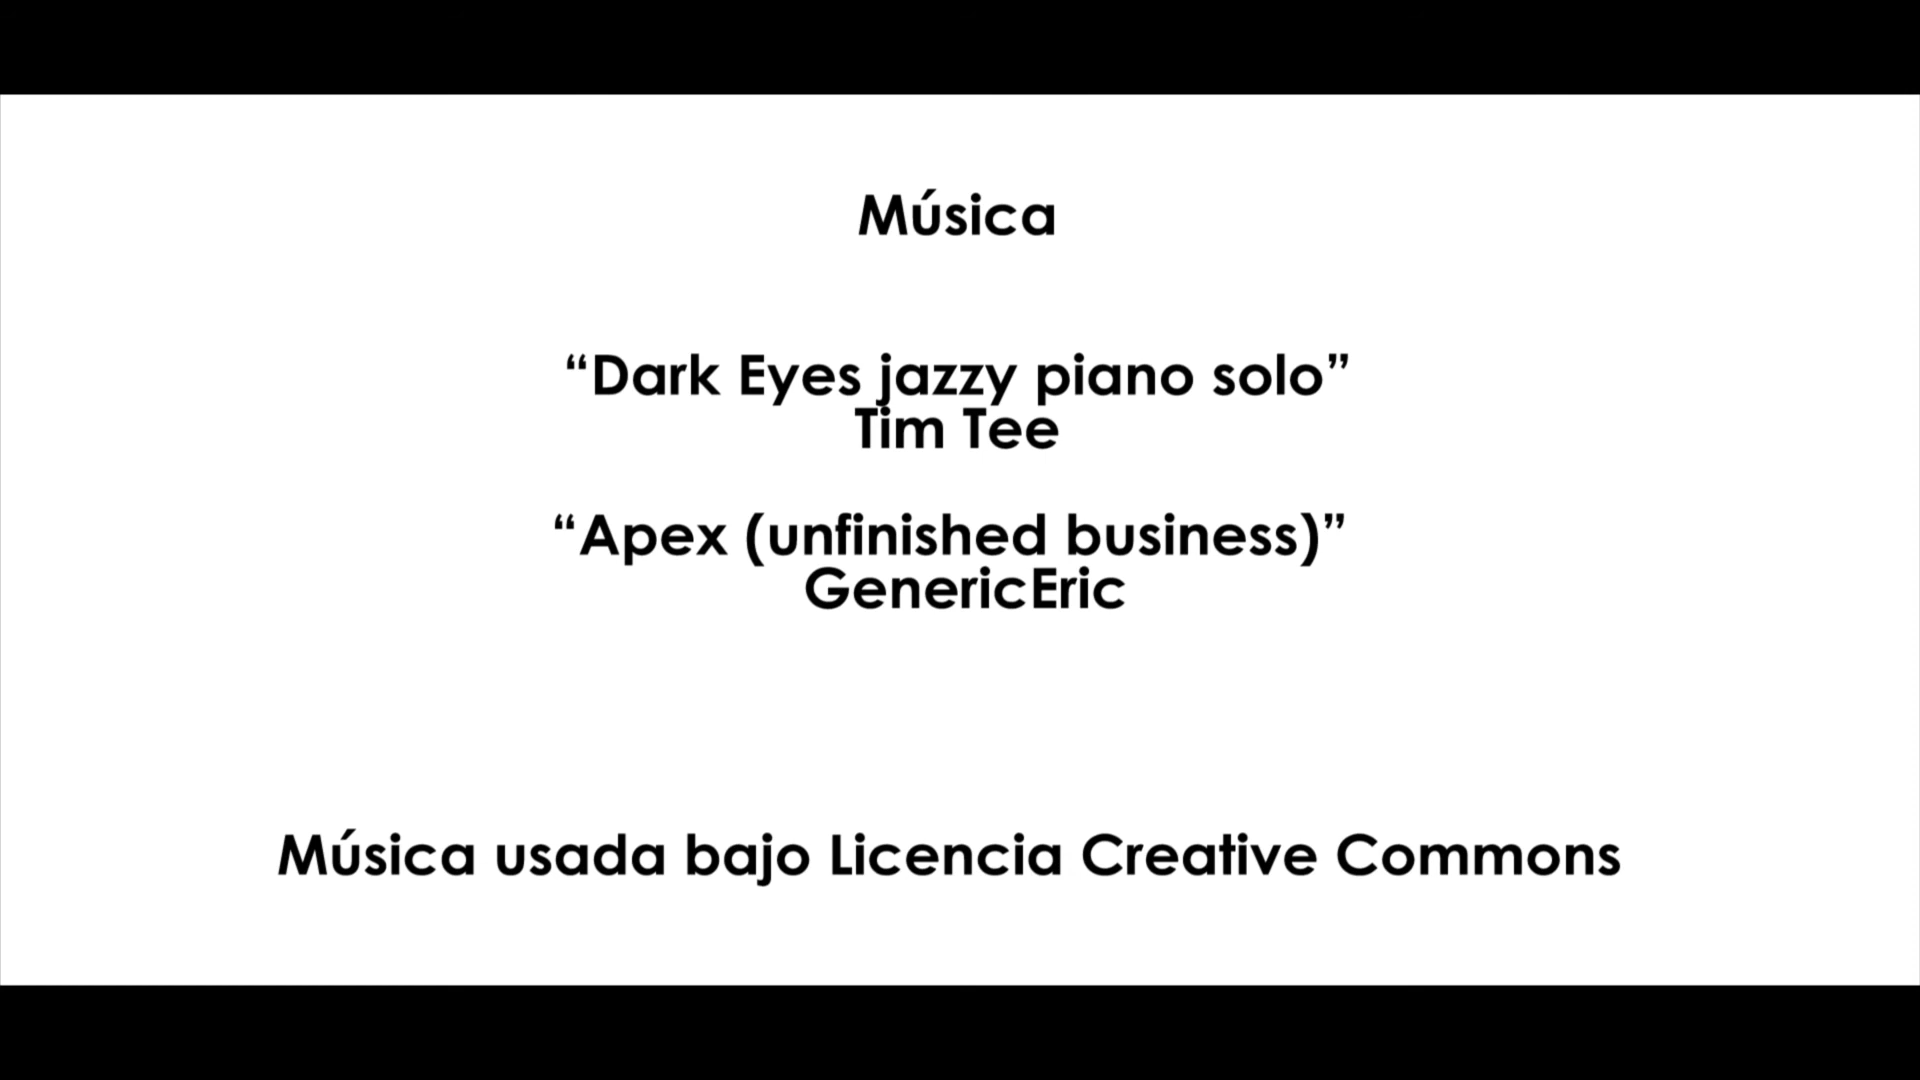 Música
“Dark Eyes jazzy piano solo”
Tim Tee
“Apex (unfinished business)”
GenericEric
Música usada bajo Licencia Creative Commons